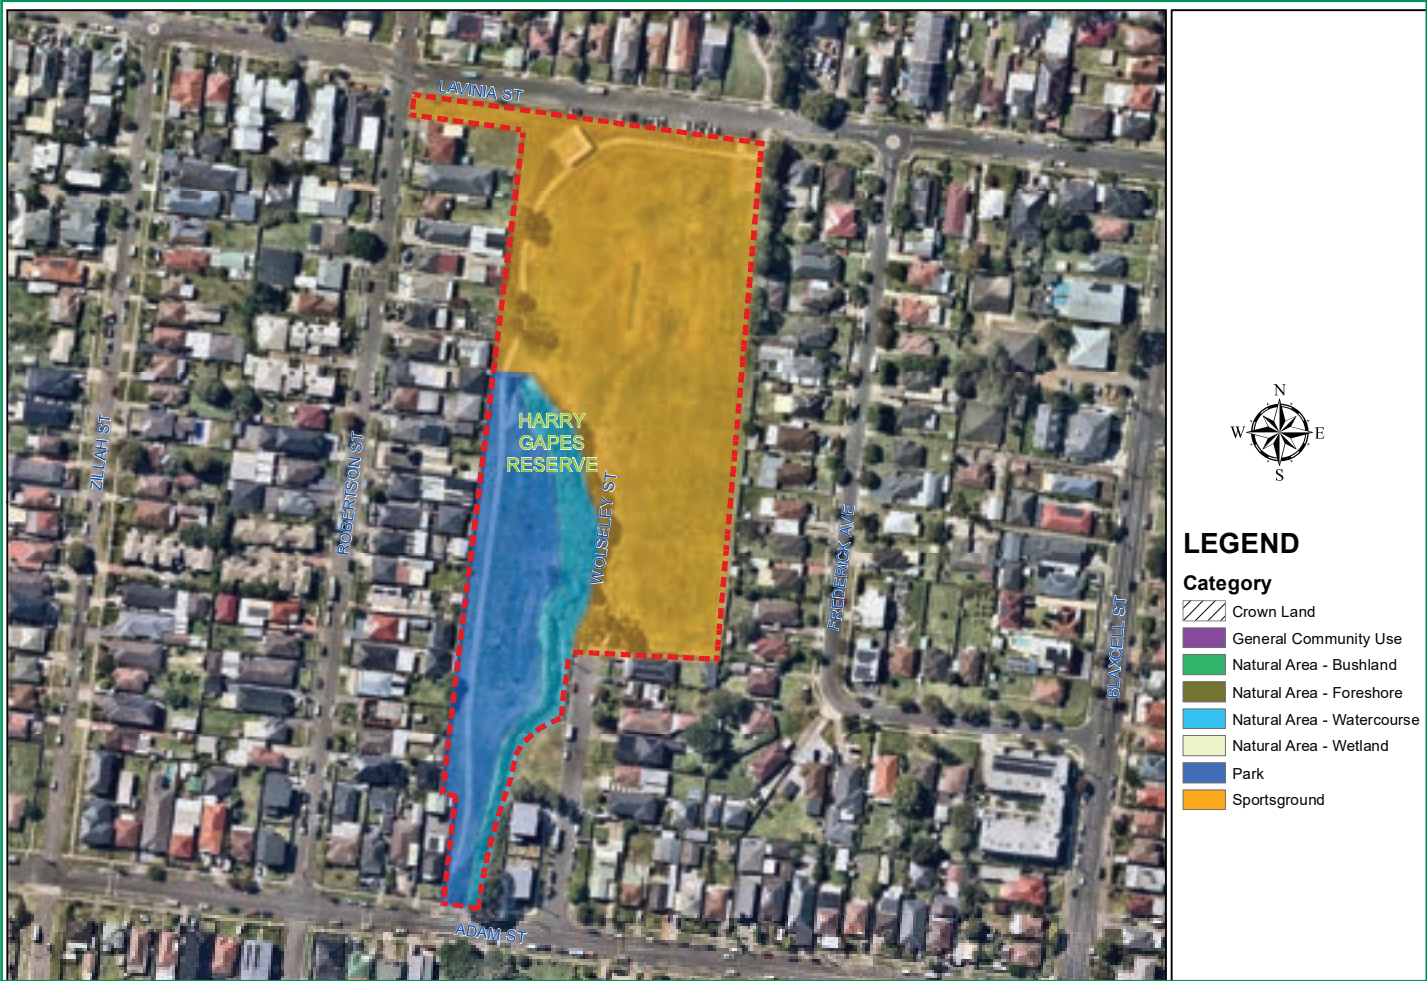 LAVINIA ST
HARRY
GAPES
RESERVE
ZILLAH ST
ROBERTSON ST
WOLSELEY ST
FREDERICK AVE
BLAXCELL ST
ADAM ST
N
W E
S
LEGEND
Category
Crown Land
General Community Use
Natural Area - Bushland
Natural Area - Foreshore
Natural Area - Watercourse
Natural Area - Wetland
Park
Sportsground